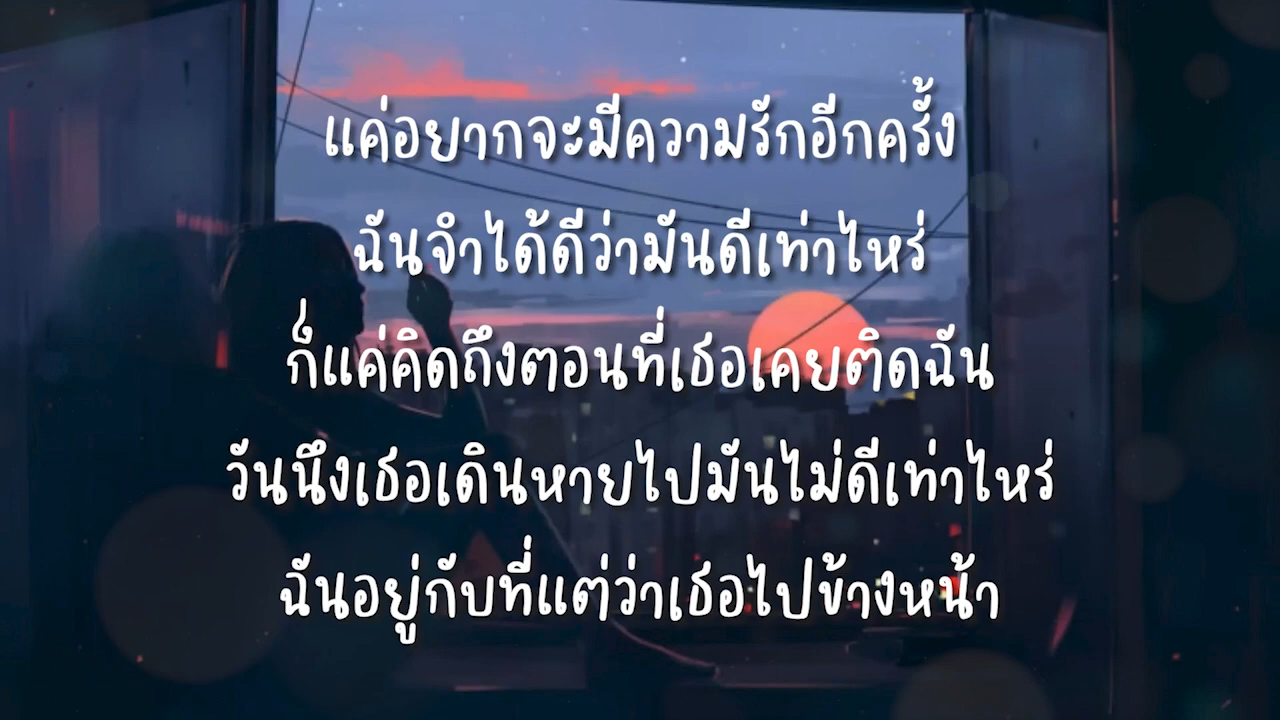 แค่อยากจะมีความรักอีกครั้ง
ฉันจำได้ดีว่ามันดีเท่าไหร่
ก็แค่คิดถึงตอนที่เธอเคยติดฉัน
วันนึงเธอเดินหายไปมันไม่ดีเท่าไหร่
ฉันอยู่กับที่แต่ว่าเธอไปข้างหน้า